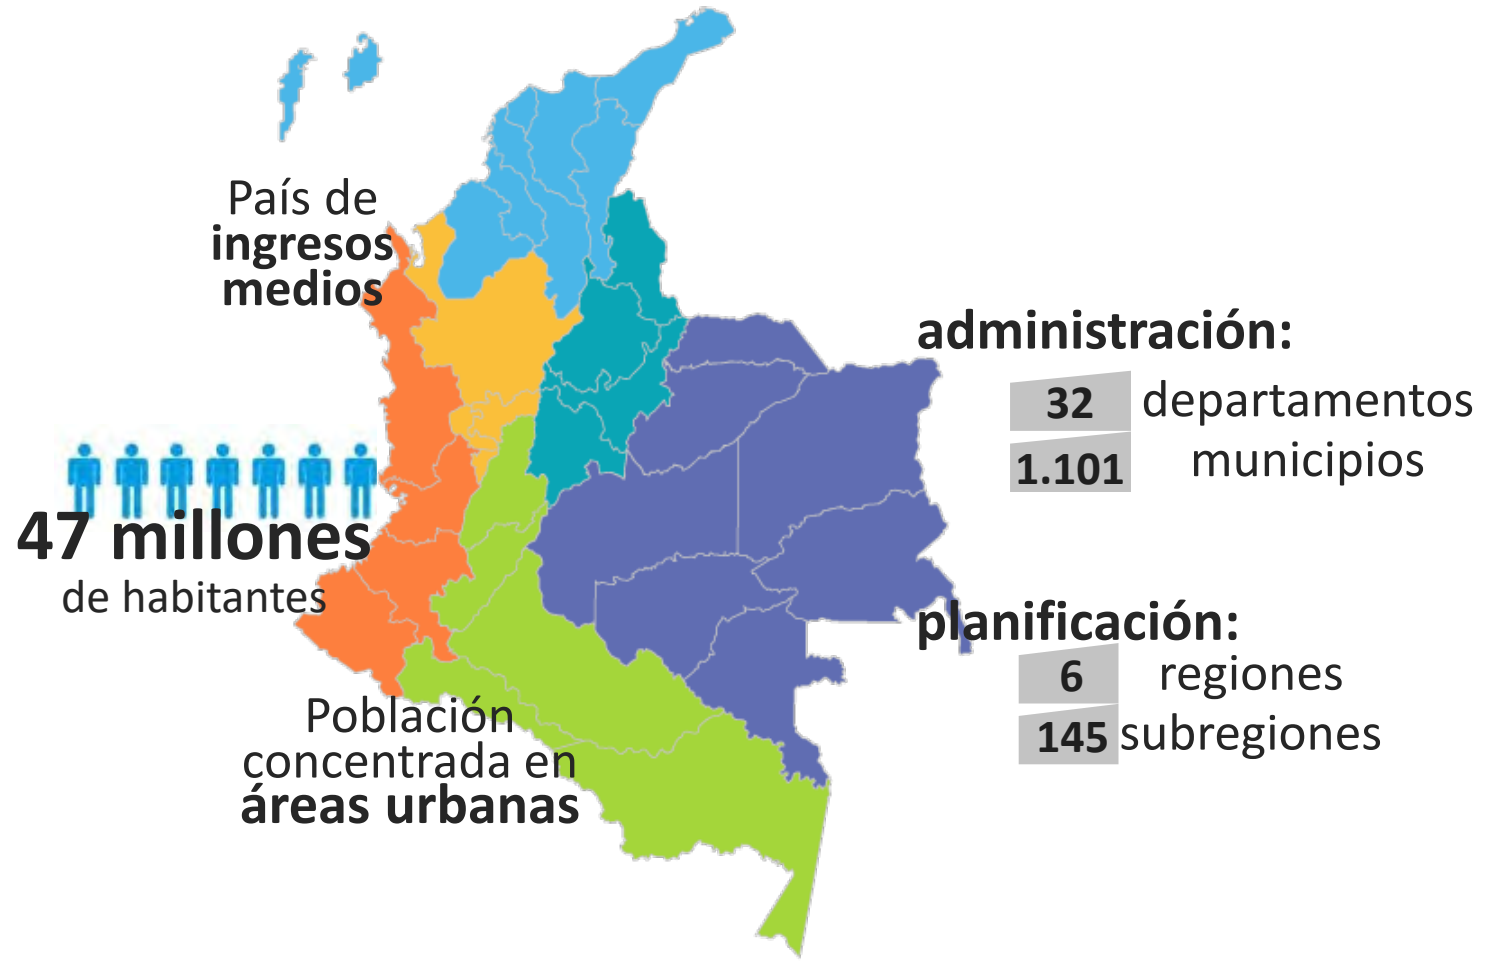 País de
ingresos
medios
47 millones
de habitantes
Población
concentrada en
áreas urbanas
administración:
32 departamentos
1.101 municipios
planificación:
6 regiones
145 subregiones